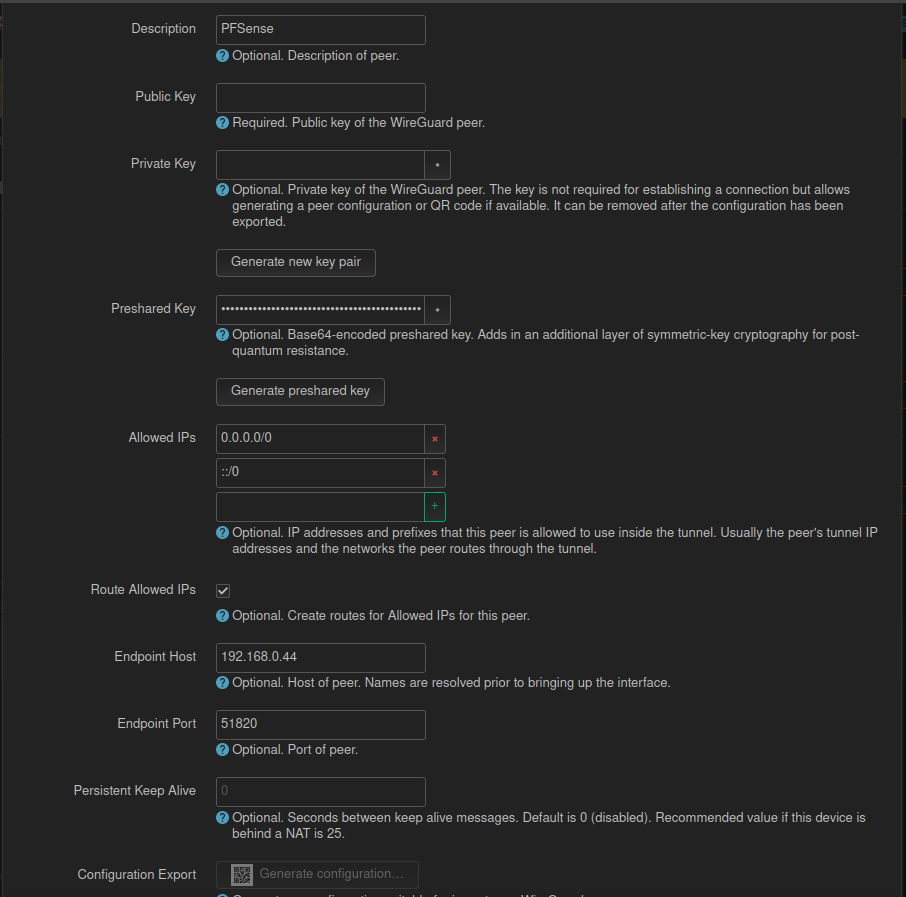 Description PFSense
Optional. Description of peer.
Public Key
Required. Public key of the WireGuard peer.
Private Key *
Optional. Private key of the WireGuard peer. The key is not required for establishing a connection but allows
generating a peer configuration or QR code if available. It can be removed after the configuration has been
exported.
Generate new key pair
Preshared Key •••••••••••••••••••••••••••••••••••••••••••• *
Optional. Base64-encoded preshared key. Adds in an additional layer of symmetric-key cryptography for post-
quantum resistance.
Generate preshared key
Allowed IPs 0.0.0.0/0 ×
::/0 ×
+
Optional. IP addresses and prefixes that this peer is allowed to use inside the tunnel. Usually the peer's tunnel IP
addresses and the networks the peer routes through the tunnel.
Route Allowed IPs
Optional. Create routes for Allowed IPs for this peer.
Endpoint Host 192.168.0.44
Optional. Host of peer. Names are resolved prior to bringing up the interface.
Endpoint Port 51820
Optional. Port of peer.
Persistent Keep Alive 0
Optional. Seconds between keep alive messages. Default is 0 (disabled). Recommended value if this device is
behind a NAT is 25.
Configuration Export Generate configuration…